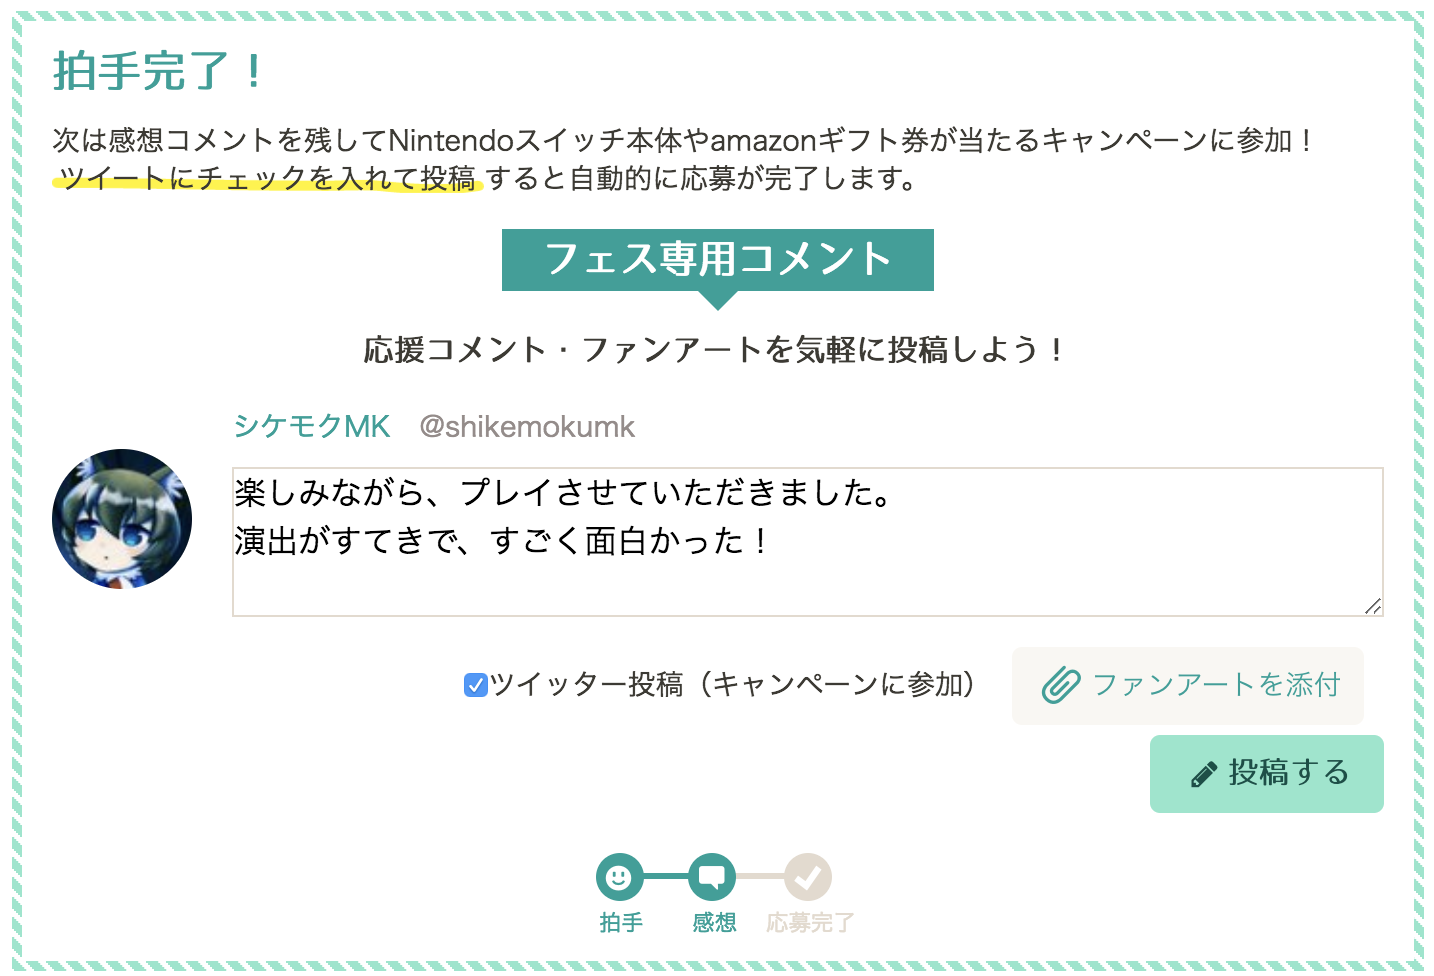 拍手完了！
次は感想コメントを残してNintendoスイッチ本体やamazonギフト券が当たるキャンペーンに参加！
ツイートにチェックを入れて投稿 すると自動的に応募が完了します。
フェス専用コメント
応援コメント・ファンアートを気軽に投稿しよう！
シケモクMK @shikemokumk
楽しみながら、プレイさせていただきました。
演出がすてきで、すごく面白かった！
ツイッター投稿（キャンペーンに参加） ファンアートを添付
投稿する
拍手 感想 応募完了